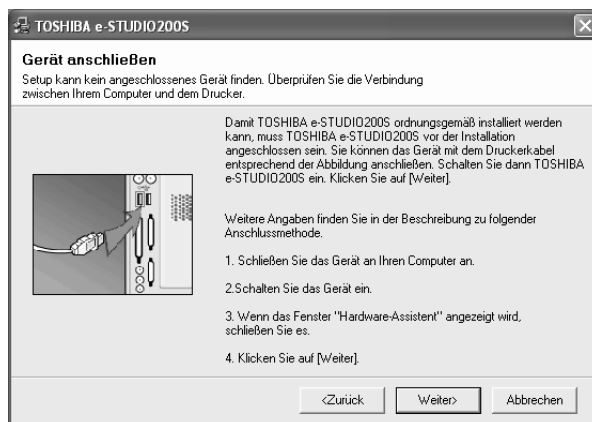 TOSHIBA e-STUDIO200S
Gerät anschließen
Setup kann kein angeschlossenes Gerät finden. Überprüfen Sie die Verbindung
zwischen Ihrem Computer und dem Drucker.
Damit TOSHIBA e-STUDIO200S ordnungsgemäß installiert werden
kann, muss TOSHIBA e-STUDIO200S vor der Installation
angeschlossen sein. Sie können das Gerät mit dem Druckerkabel
entsprechend der Abbildung anschließen. Schalten Sie dann TOSHIBA
e-STUDIO200S ein. Klicken Sie auf [Weiter].
Weitere Angaben finden Sie in der Beschreibung zu folgender
Anschlussmethode.
1. Schließen Sie das Gerät an Ihren Computer an.
2.Schalten Sie das Gerät ein.
3. Wenn das Fenster "Hardware-Assistent" angezeigt wird,
schließen Sie es.
4. Klicken Sie auf [Weiter].
<Zurück
Weiter>
Abbrechen